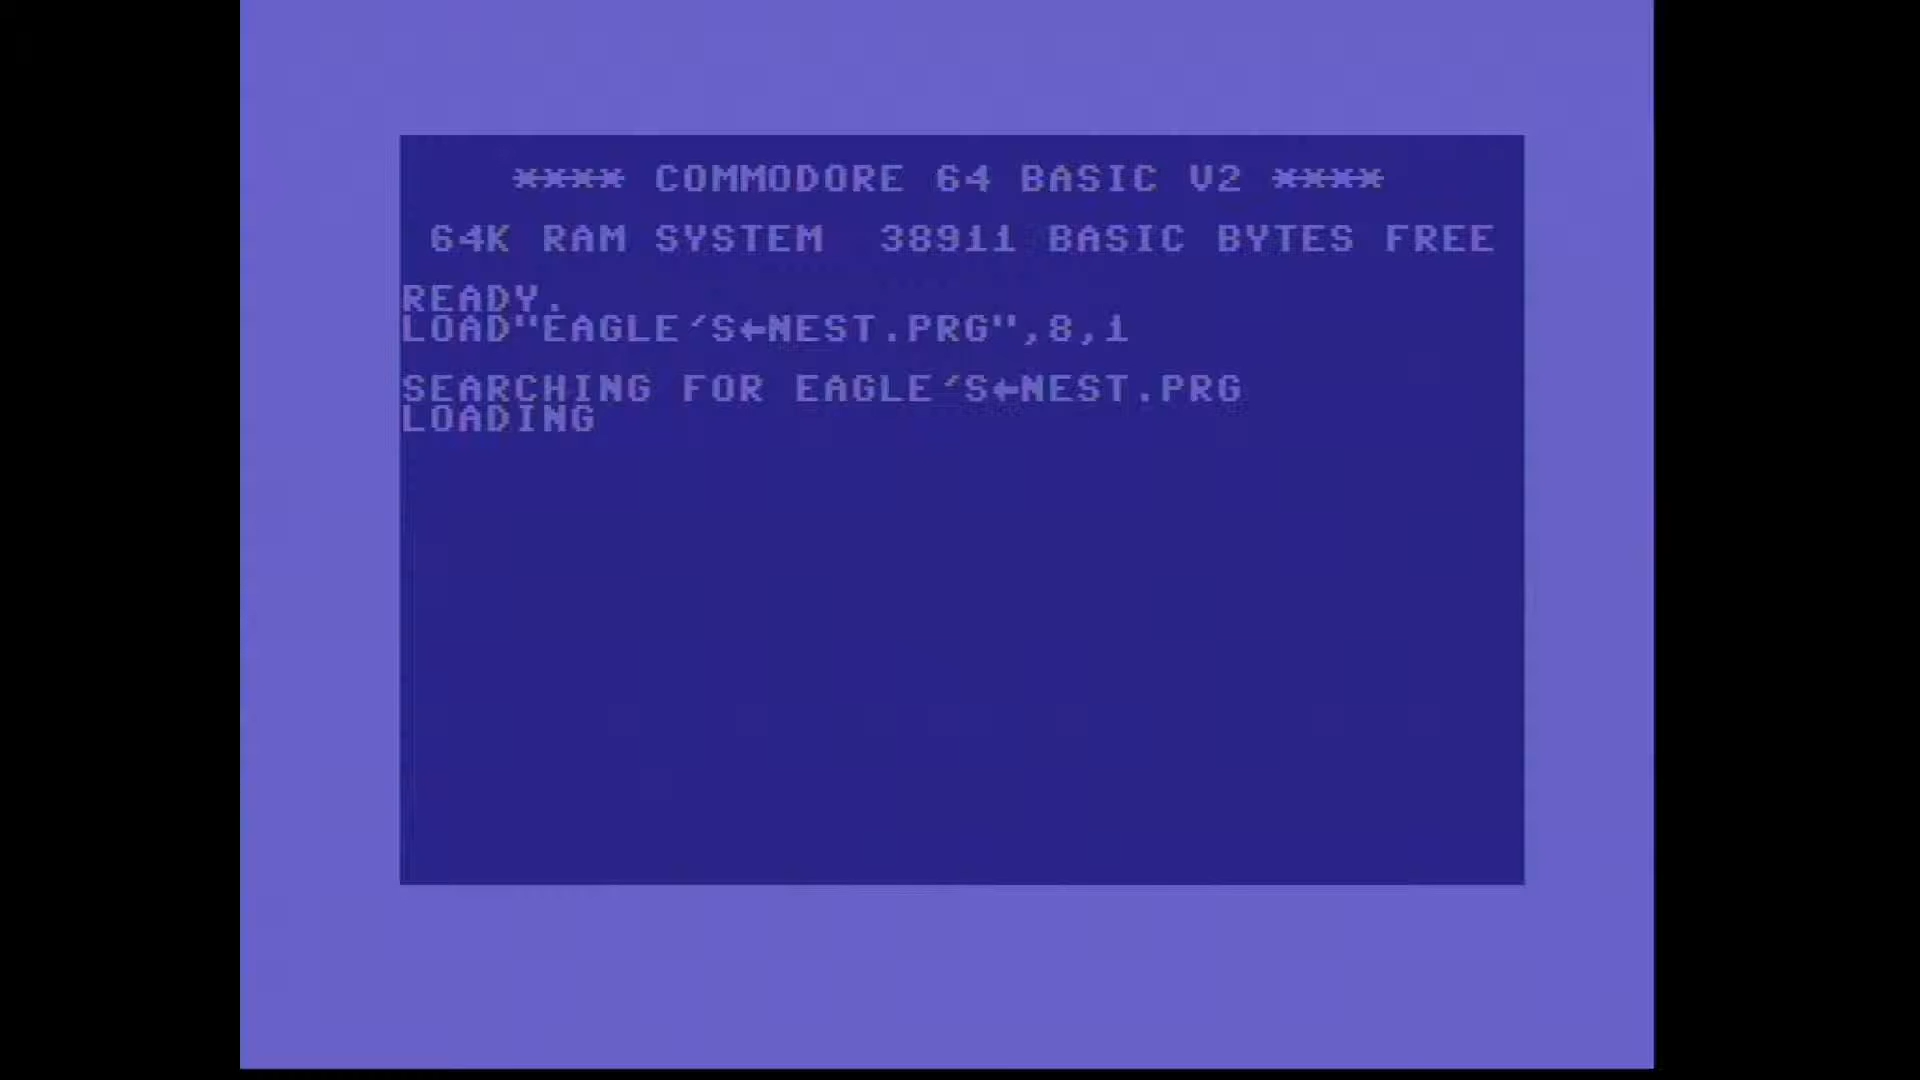 **** COMMODORE 64 BASIC V2 ****
64K RAM SYSTEM  38911 BASIC BYTES FREE
READY.
LOAD"EAGLE'S←NEST.PRG",8,1
SEARCHING FOR EAGLE'S←NEST.PRG
LOADING